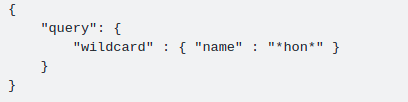 {
    "query": {
        "wildcard" : { "name" : "*hon*" }
    }
}